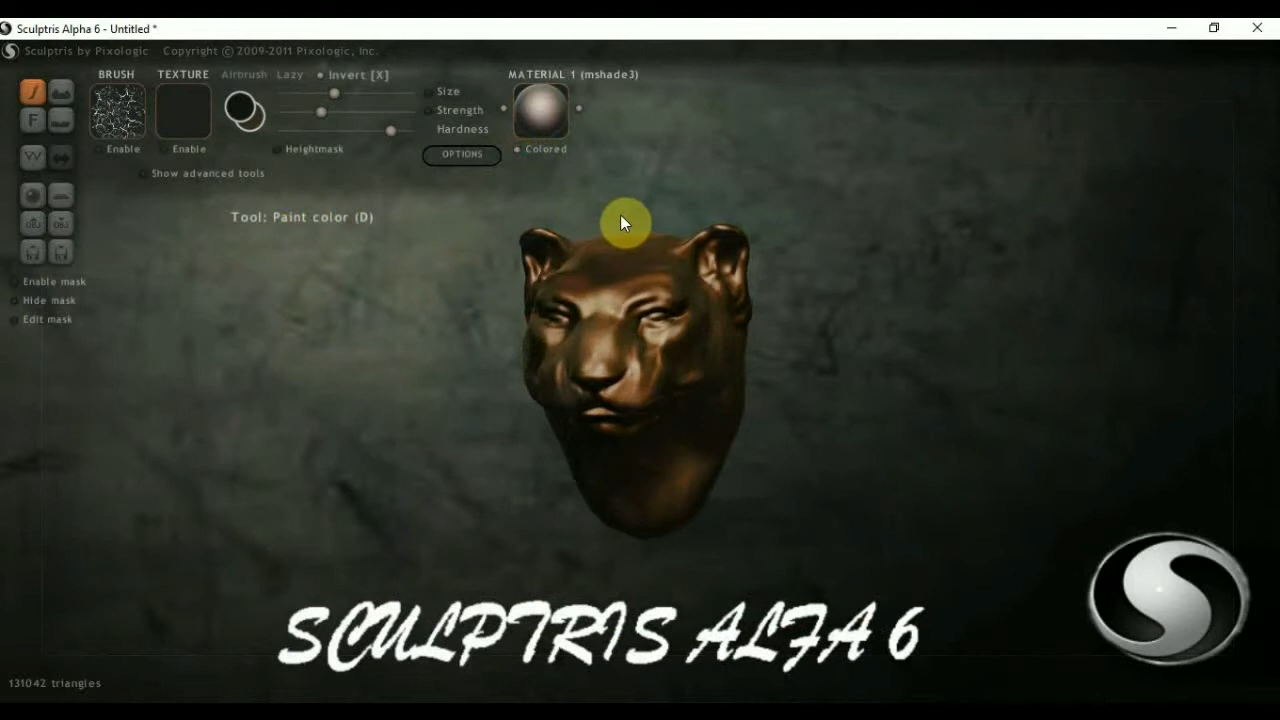 Sculptris Alpha 6 - Untitled *
Sculptris by Pixologic Copyright © 2009-2011 Pixologic, Inc.
BRUSH TEXTURE Airbrush Lazy Invert [X] MATERIAL 1 (mshade3)
Size
F Strength
Hardness
Enable Enable Heightmask OPTIONS Colored
Show advanced tools
Tool: Paint color (D)
OBJ OBJ
Enable mask
Hide mask
Edit mask
SCULPTRIS ALFA 6
131042 triangles